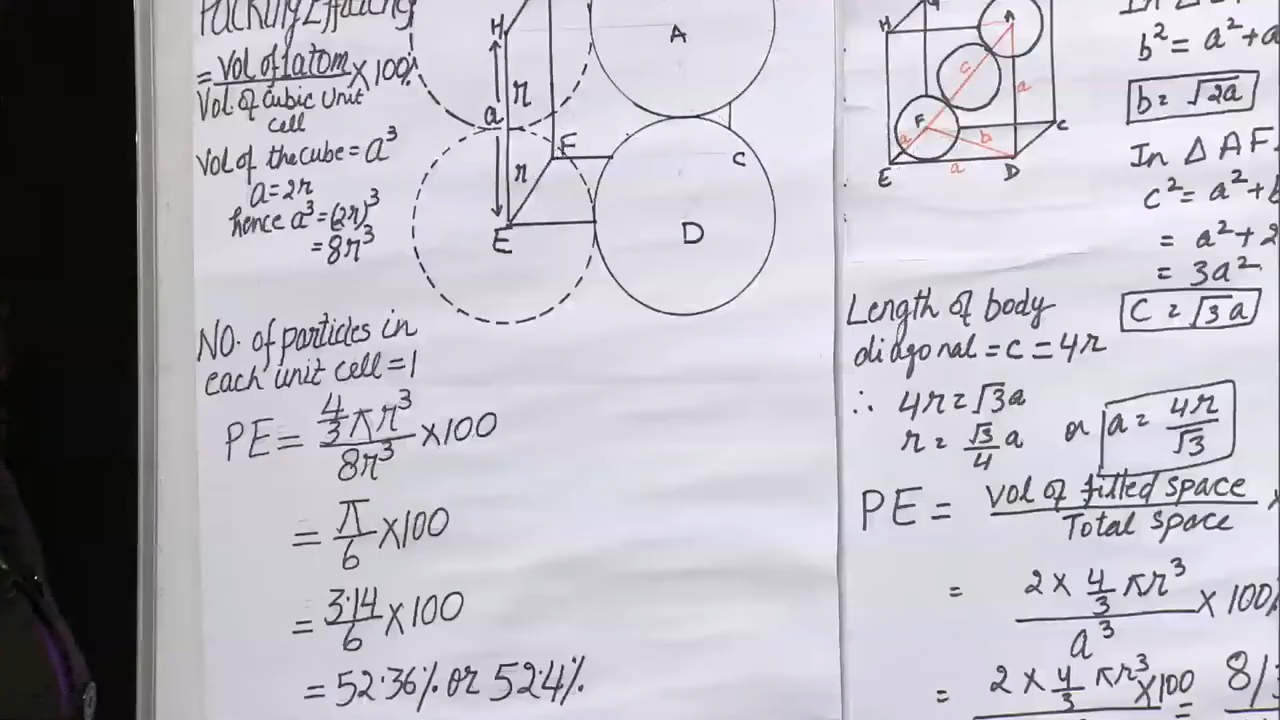 Packing Efficiency
= Vol of 1 atom / Vol of Cubic Unit cell × 100%
Vol of the cube = a³
a = 2r
hence a³ = (2r)³
= 8r³
NO. of particles in
each unit cell = 1
PE = 4/3 πr³ / 8r³ × 100
= π/6 × 100
= 3.14/6 × 100
= 52.36% or 52.4%
H
A
r
a
F
r
C
E
D
H
A
c
a
F
a
b
C
E
a
D
b² = a² + a
b = √2a
In Δ AF
c² = a² + b
= a² + 2
= 3a²
C = √3a
Length of body
diagonal = c = 4r
∴ 4r = √3a
r = √3/4 a or a = 4r/√3
PE = Vol of filled space / Total space ×
= 2 × 4/3 πr³ / a³ × 100%
= 2 × 4/3 πr³ × 100 = 8/3